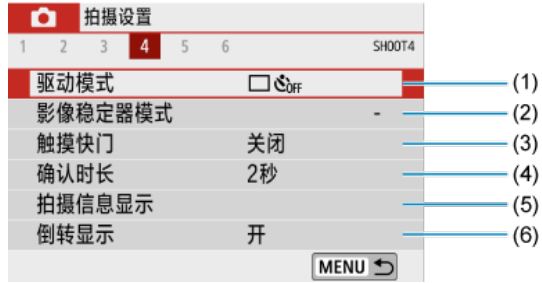 拍摄设置
1 2 3 4 5 6 SHOOT4
驱动模式 OFF (1)
影像稳定器模式 - (2)
触摸快门 关闭 (3)
确认时长 2秒 (4)
拍摄信息显示 (5)
倒转显示 开 (6)
MENU